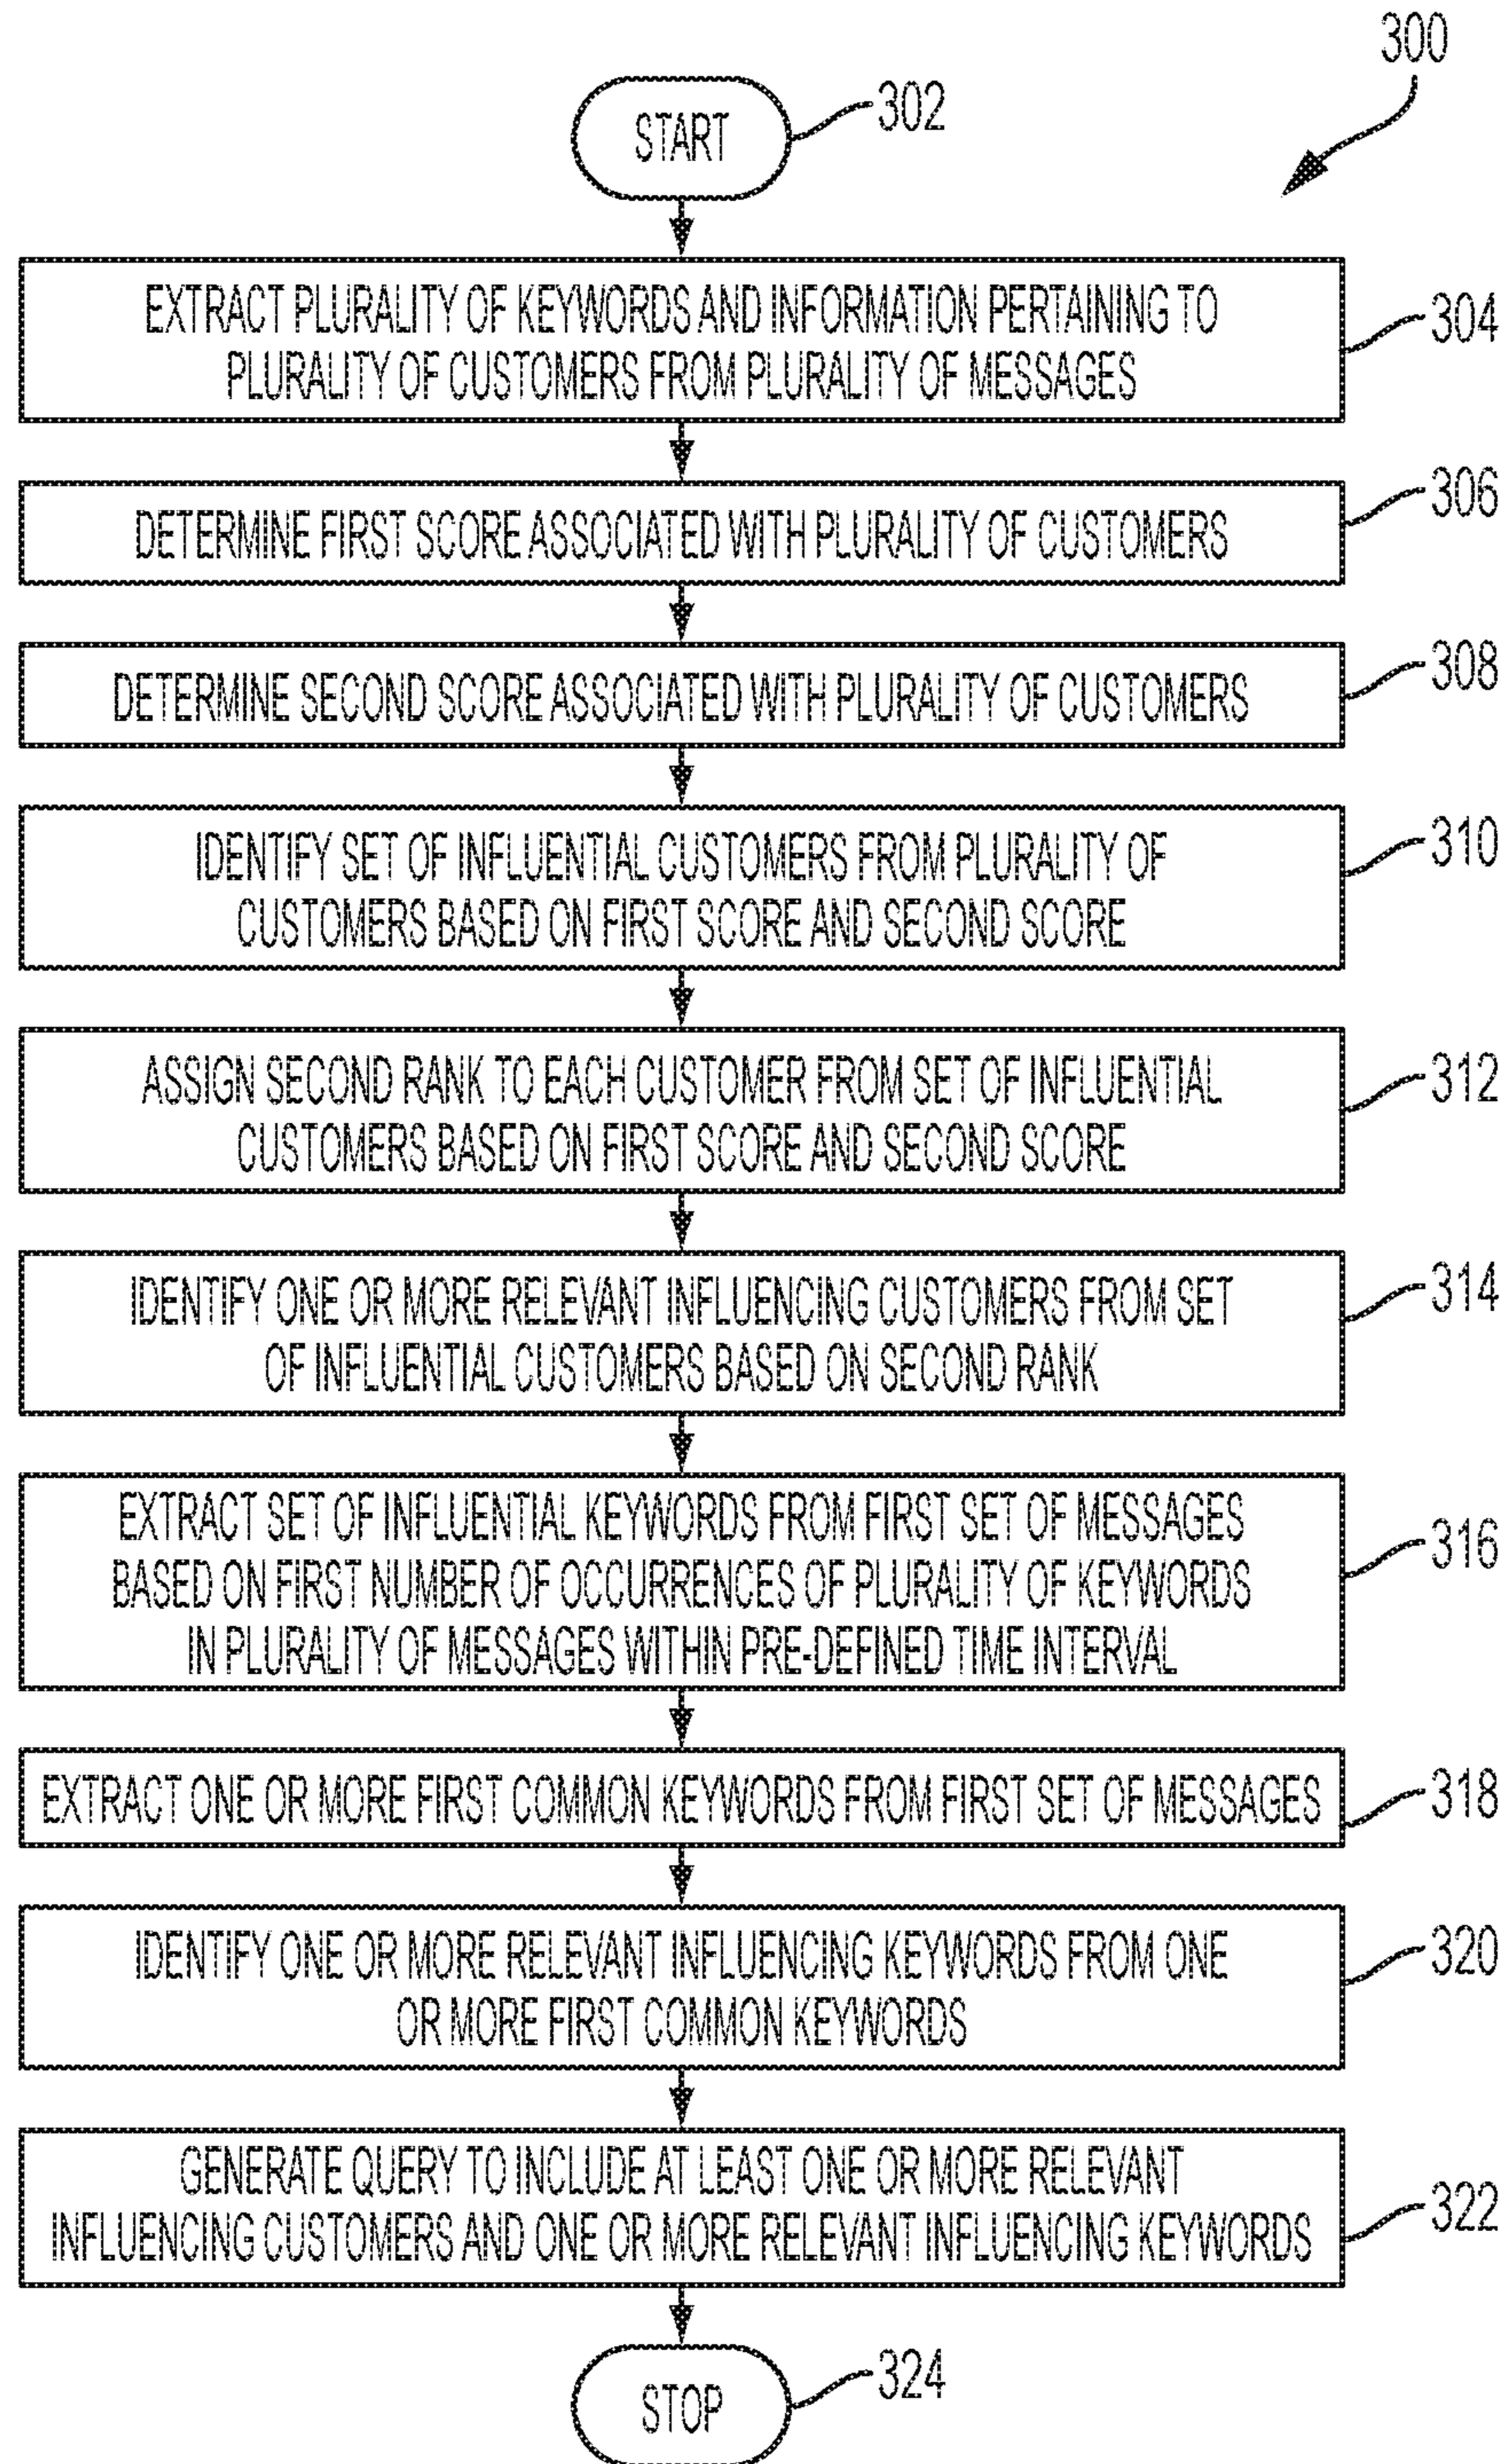 300
START
302
EXTRACT PLURALITY OF KEYWORDS AND INFORMATION PERTAINING TO
PLURALITY OF CUSTOMERS FROM PLURALITY OF MESSAGES
304
DETERMINE FIRST SCORE ASSOCIATED WITH PLURALITY OF CUSTOMERS
306
DETERMINE SECOND SCORE ASSOCIATED WITH PLURALITY OF CUSTOMERS
308
IDENTIFY SET OF INFLUENTIAL CUSTOMERS FROM PLURALITY OF
CUSTOMERS BASED ON FIRST SCORE AND SECOND SCORE
310
ASSIGN SECOND RANK TO EACH CUSTOMER FROM SET OF INFLUENTIAL
CUSTOMERS BASED ON FIRST SCORE AND SECOND SCORE
312
IDENTIFY ONE OR MORE RELEVANT INFLUENCING CUSTOMERS FROM SET
OF INFLUENTIAL CUSTOMERS BASED ON SECOND RANK
314
EXTRACT SET OF INFLUENTIAL KEYWORDS FROM FIRST SET OF MESSAGES
BASED ON FIRST NUMBER OF OCCURRENCES OF PLURALITY OF KEYWORDS
IN PLURALITY OF MESSAGES WITHIN PRE-DEFINED TIME INTERVAL
316
EXTRACT ONE OR MORE FIRST COMMON KEYWORDS FROM FIRST SET OF MESSAGES
318
IDENTIFY ONE OR MORE RELEVANT INFLUENCING KEYWORDS FROM ONE
OR MORE FIRST COMMON KEYWORDS
320
GENERATE QUERY TO INCLUDE AT LEAST ONE OR MORE RELEVANT
INFLUENCING CUSTOMERS AND ONE OR MORE RELEVANT INFLUENCING KEYWORDS
322
STOP
324